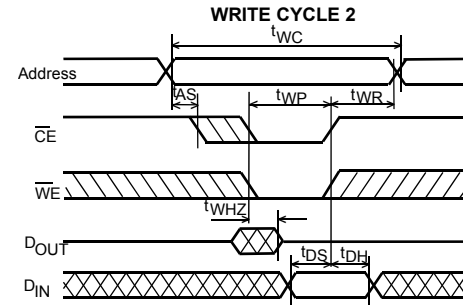 WRITE CYCLE 2
tWC
Address
tAS
tWP
tWR
CE
WE
tWHZ
DOUT
tDS
tDH
DIN